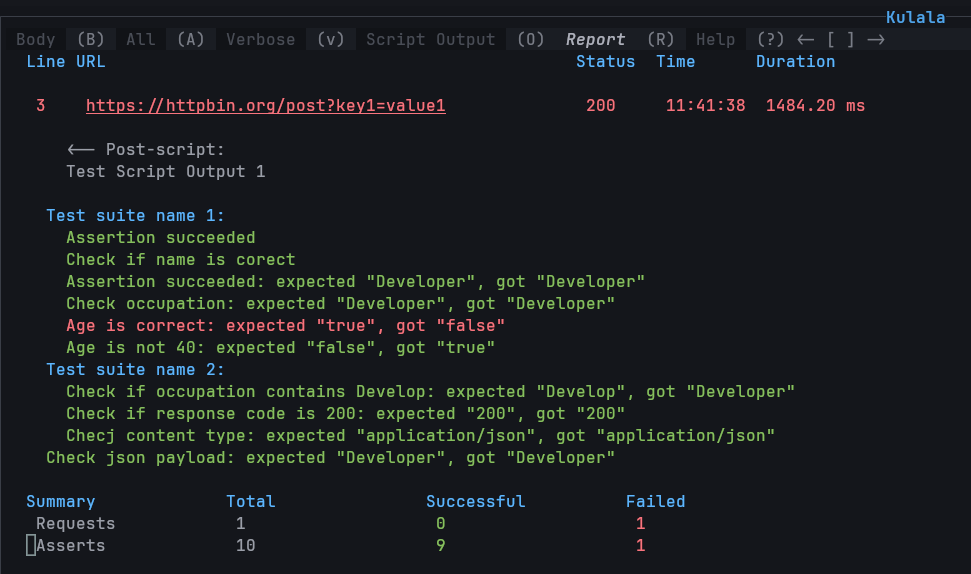 Kulala
Body (B) All (A) Verbose (v) Script Output (O) Report (R) Help (?) <- [ ] ->
Line URL Status Time Duration
3 https://httpbin.org/post?key1=value1 200 11:41:38 1484.20 ms
<-- Post-script:
Test Script Output 1
Test suite name 1:
Assertion succeeded
Check if name is corect
Assertion succeeded: expected "Developer", got "Developer"
Check occupation: expected "Developer", got "Developer"
Age is correct: expected "true", got "false"
Age is not 40: expected "false", got "true"
Test suite name 2:
Check if occupation contains Develop: expected "Develop", got "Developer"
Check if response code is 200: expected "200", got "200"
Checj content type: expected "application/json", got "application/json"
Check json payload: expected "Developer", got "Developer"
Summary Total Successful Failed
Requests 1 0 1
Asserts 10 9 1